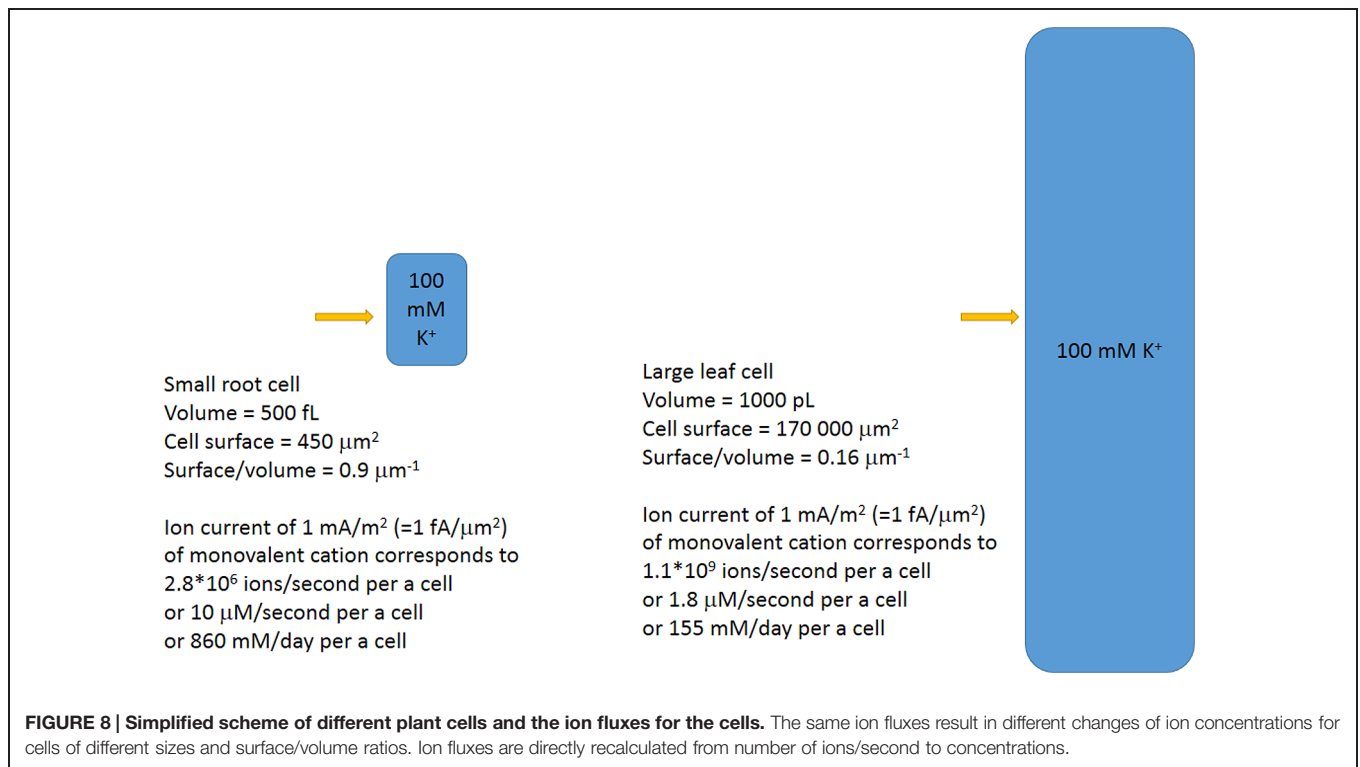 100
mM
K⁺
Small root cell
Volume = 500 fL
Cell surface = 450 μm²
Surface/volume = 0.9 μm⁻¹
Ion current of 1 mA/m² (=1 fA/μm²)
of monovalent cation corresponds to
2.8*10⁶ ions/second per a cell
or 10 μM/second per a cell
or 860 mM/day per a cell
Large leaf cell
Volume = 1000 pL
Cell surface = 170 000 μm²
Surface/volume = 0.16 μm⁻¹
Ion current of 1 mA/m² (=1 fA/μm²)
of monovalent cation corresponds to
1.1*10⁹ ions/second per a cell
or 1.8 μM/second per a cell
or 155 mM/day per a cell
100 mM K⁺
FIGURE 8 | Simplified scheme of different plant cells and the ion fluxes for the cells. The same ion fluxes result in different changes of ion concentrations for
cells of different sizes and surface/volume ratios. Ion fluxes are directly recalculated from number of ions/second to concentrations.